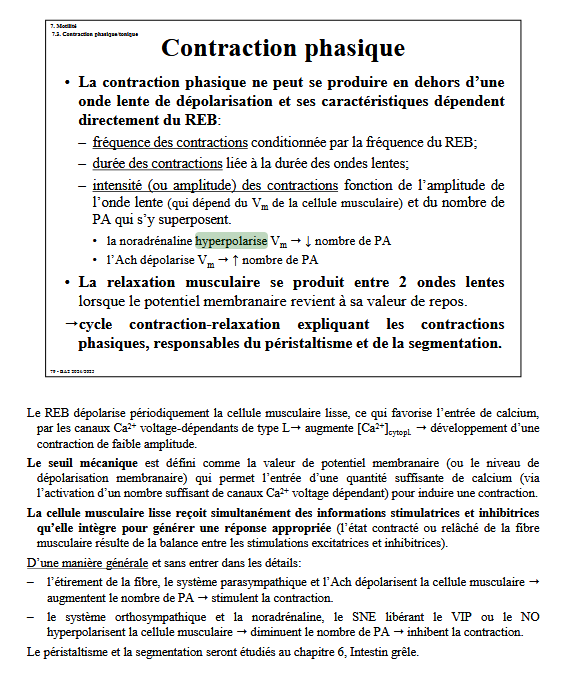 7. Motilité
7.2. Contraction phasique/tonique
Contraction phasique
• La contraction phasique ne peut se produire en dehors d’une
onde lente de dépolarisation et ses caractéristiques dépendent
directement du REB:
– fréquence des contractions conditionnée par la fréquence du REB;
– durée des contractions liée à la durée des ondes lentes;
– intensité (ou amplitude) des contractions fonction de l’amplitude de
l’onde lente (qui dépend du Vm de la cellule musculaire) et du nombre de
PA qui s’y superposent.
• la noradrénaline hyperpolarise Vm → ↓ nombre de PA
• l’Ach dépolarise Vm → ↑ nombre de PA
• La relaxation musculaire se produit entre 2 ondes lentes
lorsque le potentiel membranaire revient à sa valeur de repos.
→cycle contraction-relaxation expliquant les contractions
phasiques, responsables du péristaltisme et de la segmentation.
79 - 2024/2025
Le REB dépolarise périodiquement la cellule musculaire lisse, ce qui favorise l’entrée de calcium,
par les canaux Ca²⁺ voltage-dépendants de type L→ augmente [Ca²⁺]cytopl. → développement d’une
contraction de faible amplitude.
Le seuil mécanique est défini comme la valeur de potentiel membranaire (ou le niveau de
dépolarisation membranaire) qui permet l’entrée d’une quantité suffisante de calcium (via
l’activation d’un nombre suffisant de canaux Ca²⁺ voltage dépendant) pour induire une contraction.
La cellule musculaire lisse reçoit simultanément des informations stimulatrices et inhibitrices
qu’elle intègre pour générer une réponse appropriée (l’état contracté ou relâché de la fibre
musculaire résulte de la balance entre les stimulations excitatrices et inhibitrices).
D’une manière générale et sans entrer dans les détails:
– l’étirement de la fibre, le système parasympathique et l’Ach dépolarisent la cellule musculaire →
augmentent le nombre de PA → stimulent la contraction.
– le système orthosympathique et la noradrénaline, le SNE libérant le VIP ou le NO
hyperpolarisent la cellule musculaire → diminuent le nombre de PA → inhibent la contraction.
Le péristaltisme et la segmentation seront étudiés au chapitre 6, Intestin grêle.